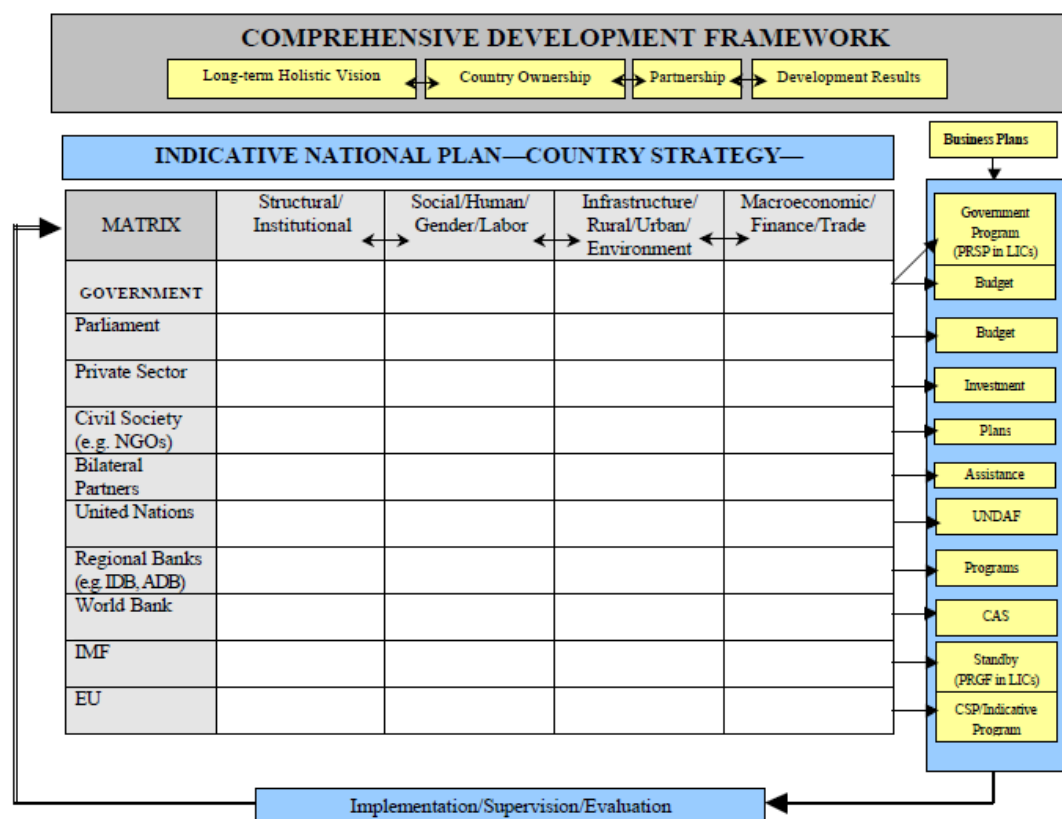 COMPREHENSIVE DEVELOPMENT FRAMEWORK
Long-term Holistic Vision
Country Ownership
Partnership
Development Results
Business Plans
INDICATIVE NATIONAL PLAN—COUNTRY STRATEGY—
MATRIX
Structural/
Institutional
Social/Human/
Gender/Labor
Infrastructure/
Rural/Urban/
Environment
Macroeconomic/
Finance/Trade
Government
Program
(PRSP in LICs)
GOVERNMENT
Budget
Parliament
Budget
Private Sector
Investment
Civil Society
(e.g. NGOs)
Plans
Bilateral
Partners
Assistance
United Nations
UNDAF
Regional Banks
(e.g. IDB, ADB)
Programs
World Bank
CAS
IMF
Standby
(PRGF in LICs)
EU
CSP/Indicative
Program
Implementation/Supervision/Evaluation